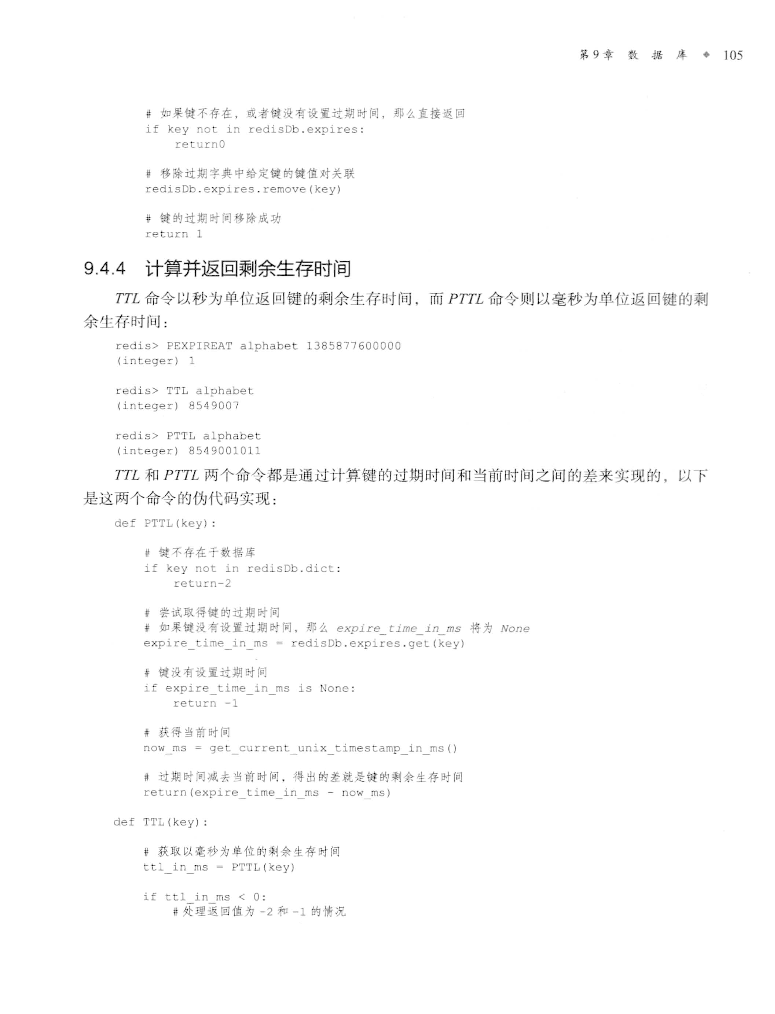 第9章 数 据 库 ◆ 105
# 如果键不存在，或者键没有设置过期时间，那么直接返回
if key not in redisDb.expires:
return0
# 移除过期字典中给定键的键值对关联
redisDb.expires.remove(key)
# 键的过期时间移除成功
return 1
9.4.4 计算并返回剩余生存时间
TTL 命令以秒为单位返回键的剩余生存时间，而 PTTL 命令则以毫秒为单位返回键的剩
余生存时间：
redis> PEXPIREAT alphabet 1385877600000
(integer) 1
redis> TTL alphabet
(integer) 8549007
redis> PTTL alphabet
(integer) 8549001011
TTL 和 PTTL 两个命令都是通过计算键的过期时间和当前时间之间的差来实现的，以下
是这两个命令的伪代码实现：
def PTTL(key):
# 键不存在于数据库
if key not in redisDb.dict:
return-2
# 尝试取得键的过期时间
# 如果键没有设置过期时间，那么 expire_time_in_ms 将为 None
expire_time_in_ms = redisDb.expires.get(key)
# 键没有设置过期时间
if expire_time_in_ms is None:
return -1
# 获得当前时间
now_ms = get_current_unix_timestamp_in_ms()
# 过期时间减去当前时间，得出的差就是键的剩余生存时间
return(expire_time_in_ms - now_ms)
def TTL(key):
# 获取以毫秒为单位的剩余生存时间
ttl_in_ms = PTTL(key)
if ttl_in_ms < 0:
#处理返回值为 -2 和 -1 的情况